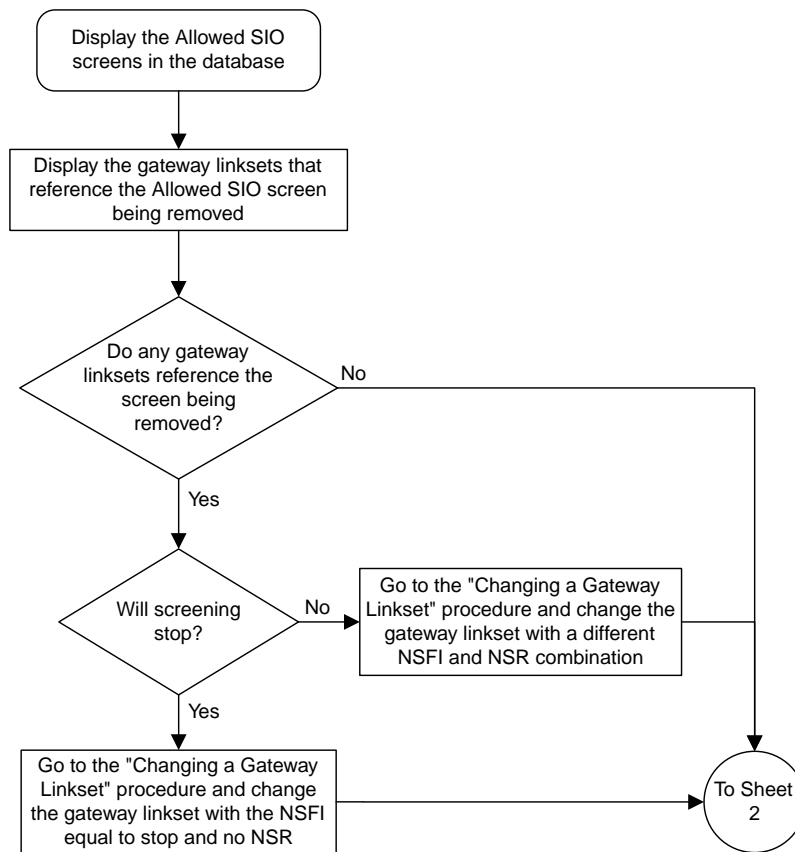 Display the Allowed SIO
screens in the database
Display the gateway linksets that
reference the Allowed SIO screen
being removed
Do any gateway
linksets reference the
screen being
removed?
No
Yes
Will screening
stop?
No
Go to the "Changing a Gateway
Linkset" procedure and change the
gateway linkset with a different
NSFI and NSR combination
Yes
Go to the "Changing a Gateway
Linkset" procedure and change
the gateway linkset with the NSFI
equal to stop and no NSR
To Sheet
2